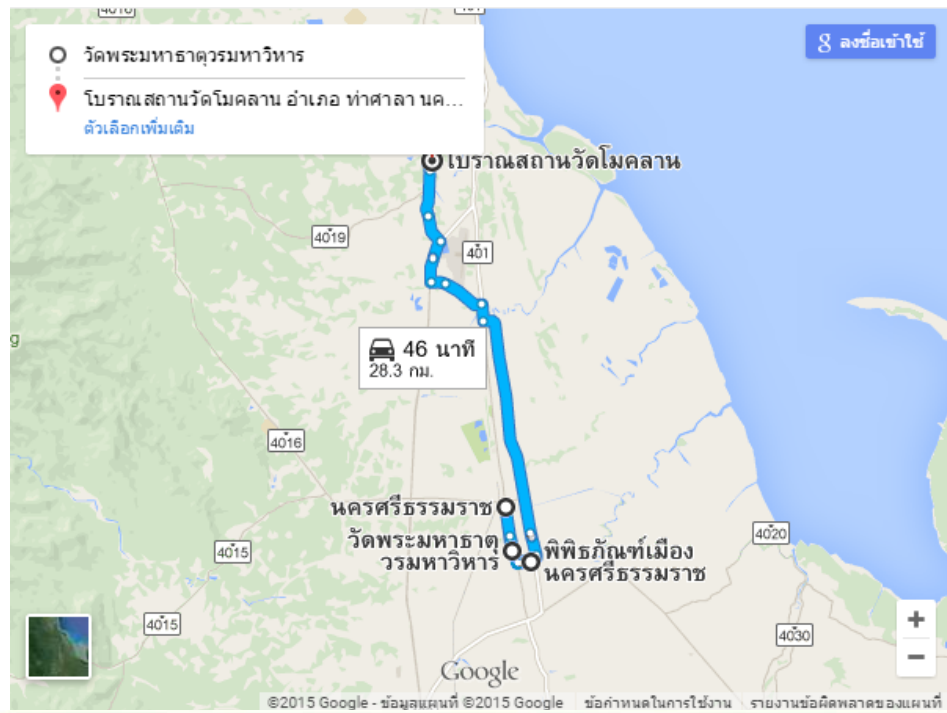 วัดพระมหาธาตุวรมหาวิหาร
โบราณสถานวัดโมคลาน อำเภอ ท่าศาลา นค...
ตัวเลือกเพิ่มเติม
g ลงชื่อเข้าใช้
โบราณสถานวัดโมคลาน
4019
401
46 นาที
28.3 กม.
4016
นครศรีธรรมราช
วัดพระมหาธาตุ
วรมหาวิหาร
พิพิธภัณฑ์เมือง
นครศรีธรรมราช
4020
4015
4015
4030
+
−
Google
©2015 Google - ข้อมูลแผนที่ ©2015 Google ข้อกำหนดในการใช้งาน รายงานข้อผิดพลาดของแผนที่